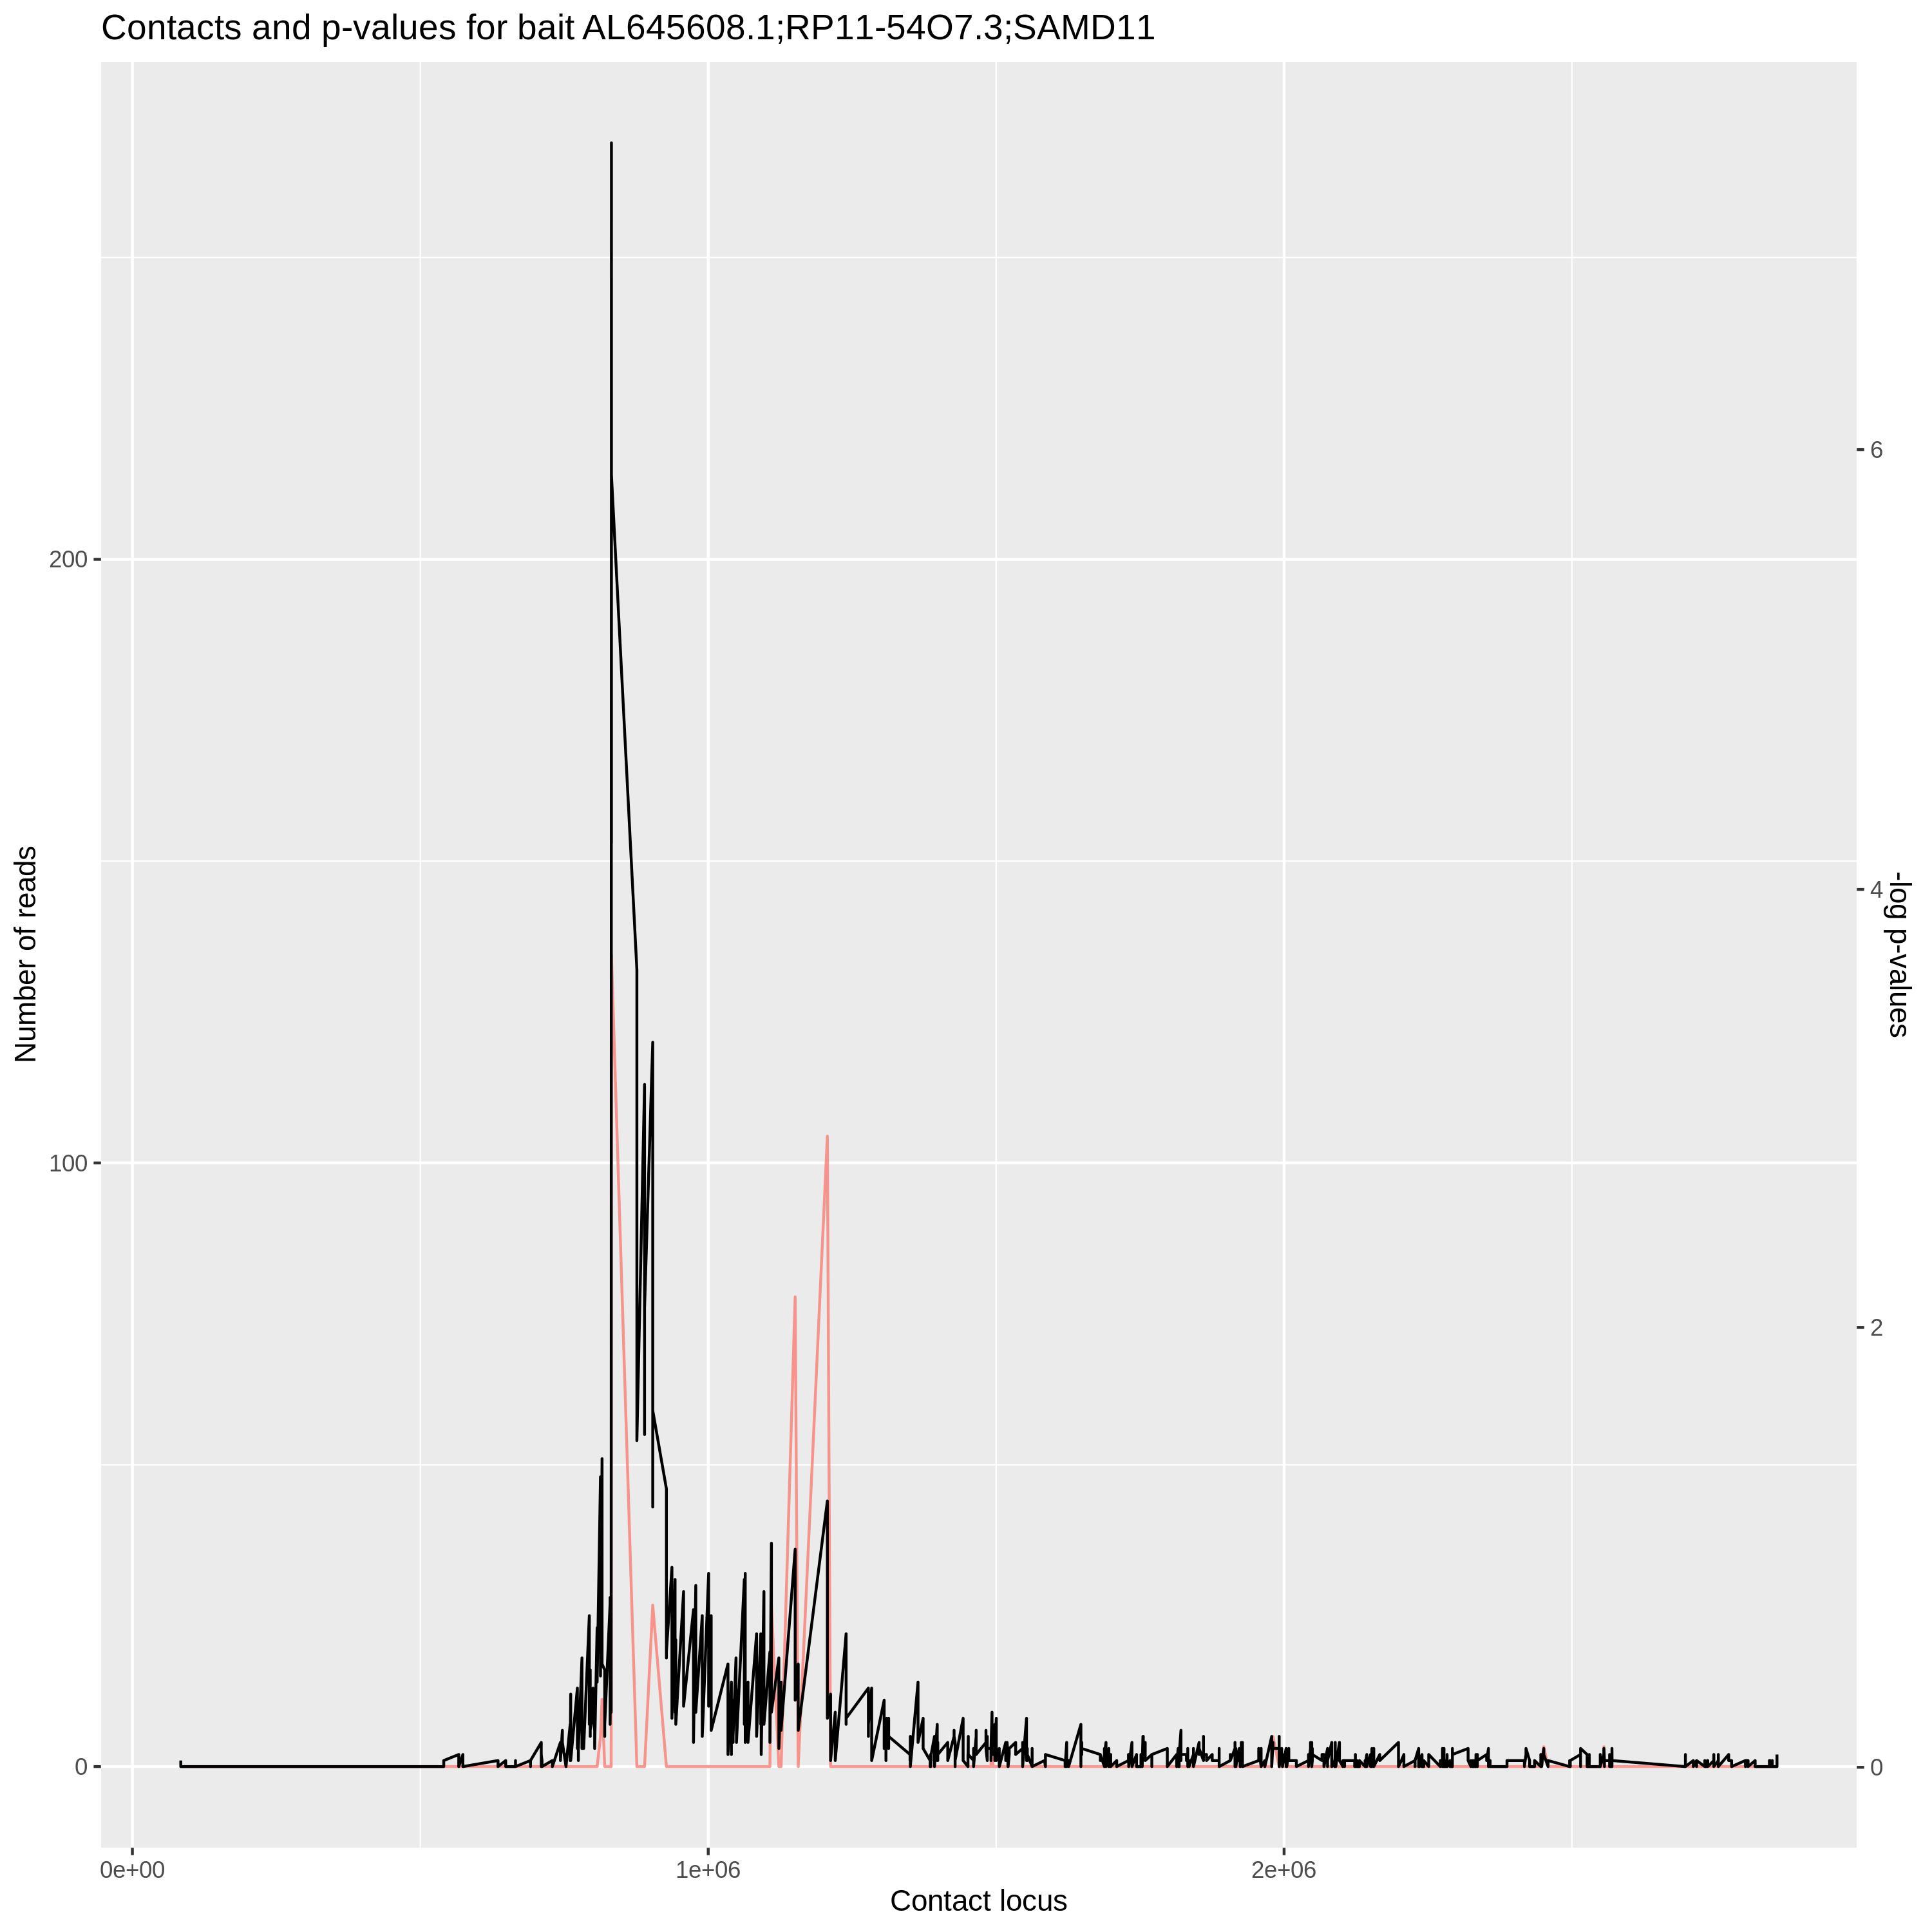 Contacts and p-values for bait AL645608.1;RP11-54O7.3;SAMD11
Number of reads
200
100
0
6
4
2
0
-log p-values
0e+00
1e+06
2e+06
Contact locus